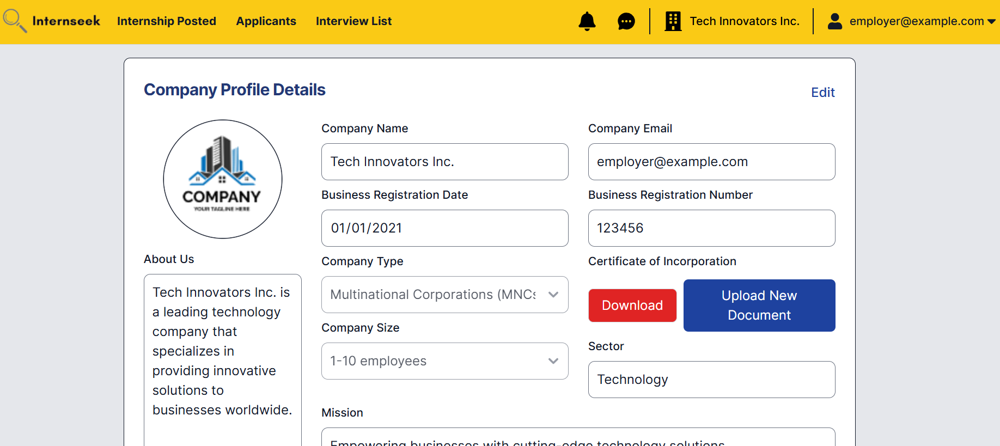 Internseek
Internship Posted
Applicants
Interview List
Tech Innovators Inc.
employer@example.com
Company Profile Details
Edit
COMPANY
YOUR TAGLINE HERE
About Us
Tech Innovators Inc. is
a leading technology
company that
specializes in
providing innovative
solutions to
businesses worldwide.
Company Name
Tech Innovators Inc.
Company Email
employer@example.com
Business Registration Date
01/01/2021
Business Registration Number
123456
Company Type
Multinational Corporations (MNCs
Certificate of Incorporation
Download
Upload New
Document
Company Size
1-10 employees
Sector
Technology
Mission
Empowering businesses with cutting-edge technology solutions